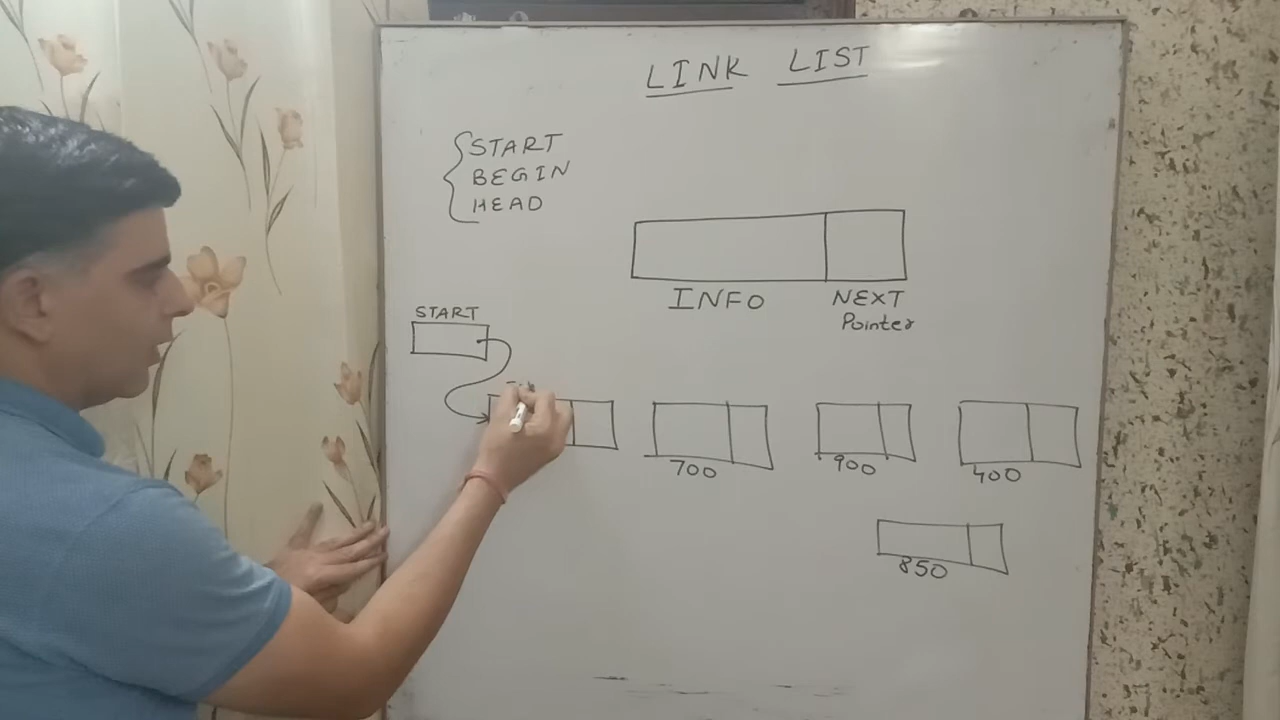 LINK LIST
START
BEGIN
HEAD
INFO
NEXT
Pointer
START
700
900
400
850